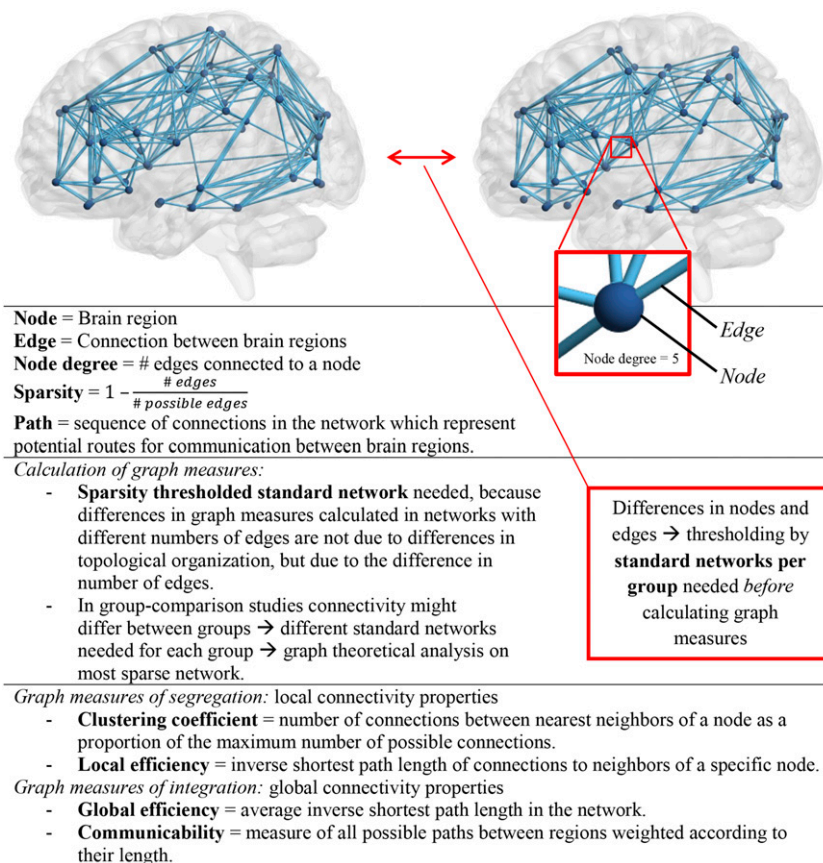 Edge
Node degree = 5
Node
Node = Brain region
Edge = Connection between brain regions
Node degree = # edges connected to a node
Sparsity = 1 – # edges / # possible edges
Path = sequence of connections in the network which represent
potential routes for communication between brain regions.
Calculation of graph measures:
- Sparsity thresholded standard network needed, because
differences in graph measures calculated in networks with
different numbers of edges are not due to differences in
topological organization, but due to the difference in
number of edges.
- In group-comparison studies connectivity might
differ between groups → different standard networks
needed for each group → graph theoretical analysis on
most sparse network.
Differences in nodes and
edges → thresholding by
standard networks per
group needed before
calculating graph
measures
Graph measures of segregation: local connectivity properties
- Clustering coefficient = number of connections between nearest neighbors of a node as a
proportion of the maximum number of possible connections.
- Local efficiency = inverse shortest path length of connections to neighbors of a specific node.
Graph measures of integration: global connectivity properties
- Global efficiency = average inverse shortest path length in the network.
- Communicability = measure of all possible paths between regions weighted according to
their length.